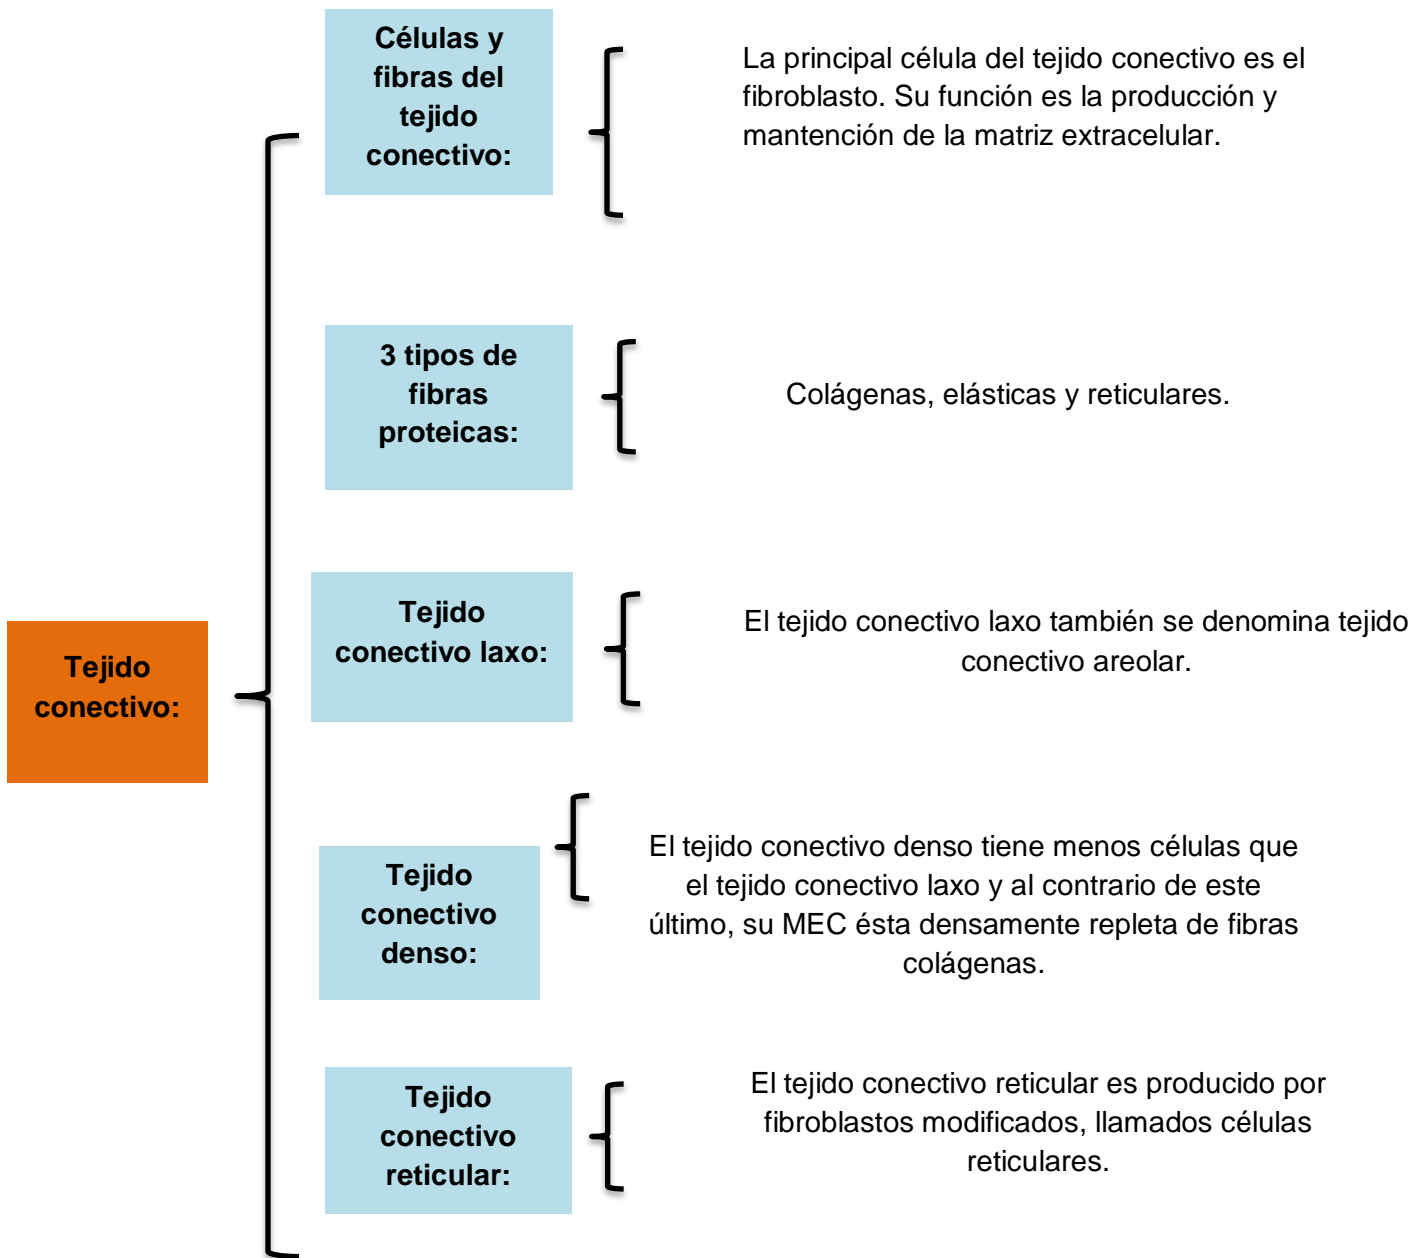 Células y
fibras del
tejido
conectivo:
La principal célula del tejido conectivo es el
fibroblasto. Su función es la producción y
mantención de la matriz extracelular.
3 tipos de
fibras
proteicas:
Colágenas, elásticas y reticulares.
Tejido
conectivo laxo:
El tejido conectivo laxo también se denomina tejido
conectivo areolar.
Tejido
conectivo:
Tejido
conectivo
denso:
El tejido conectivo denso tiene menos células que
el tejido conectivo laxo y al contrario de este
último, su MEC ésta densamente repleta de fibras
colágenas.
Tejido
conectivo
reticular:
El tejido conectivo reticular es producido por
fibroblastos modificados, llamados células
reticulares.